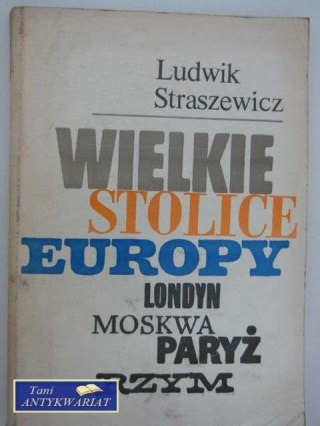 Ludwik
Straszewicz
WIELKIE
STOLICE
EUROPY
LONDYN
MOSKWA
PARYŻ
RZYM
Tani
ANTYKWARIAT